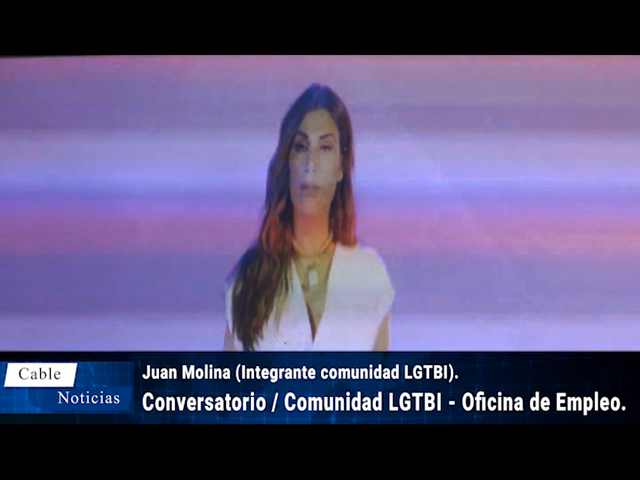 Cable
Noticias
Juan Molina (Integrante comunidad LGTBI).
Conversatorio / Comunidad LGTBI - Oficina de Empleo.